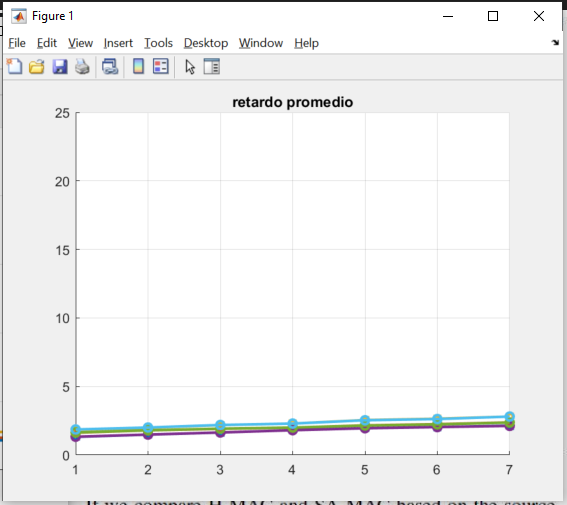 Figure 1
File Edit View Insert Tools Desktop Window Help
retardo promedio
25
20
15
10
5
0
1 2 3 4 5 6 7
If we compare H-MAC and SA-MAC based on the source